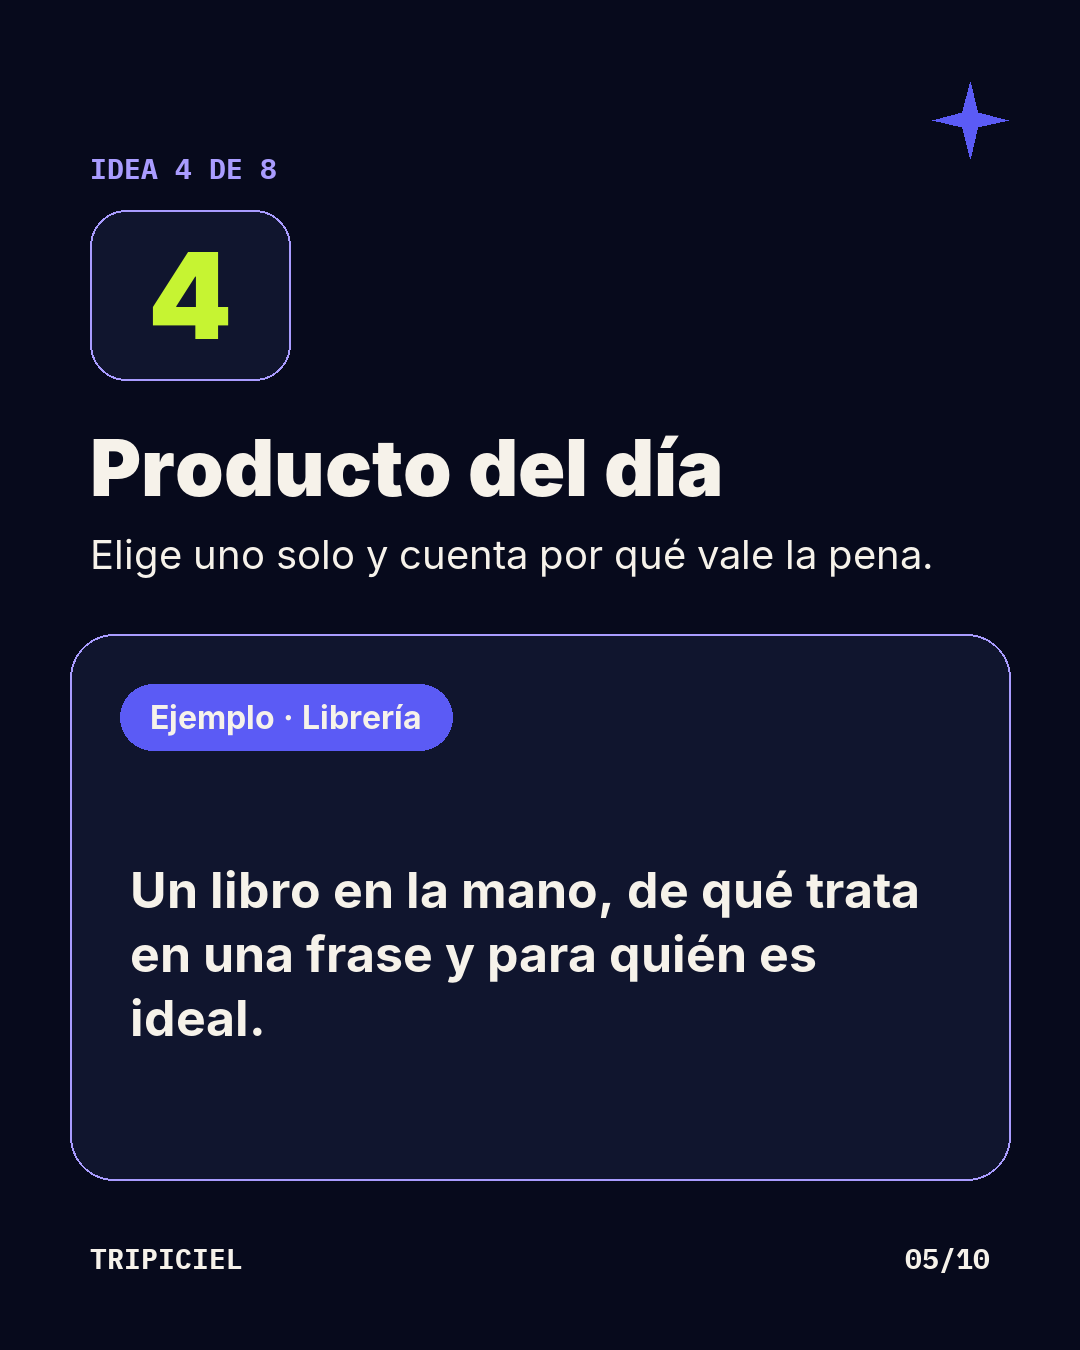 IDEA 4 DE 8
4
Producto del día
Elige uno solo y cuenta por qué vale la pena.
Ejemplo · Librería
Un libro en la mano, de qué trata
en una frase y para quién es
ideal.
TRIPICIEL
05/10